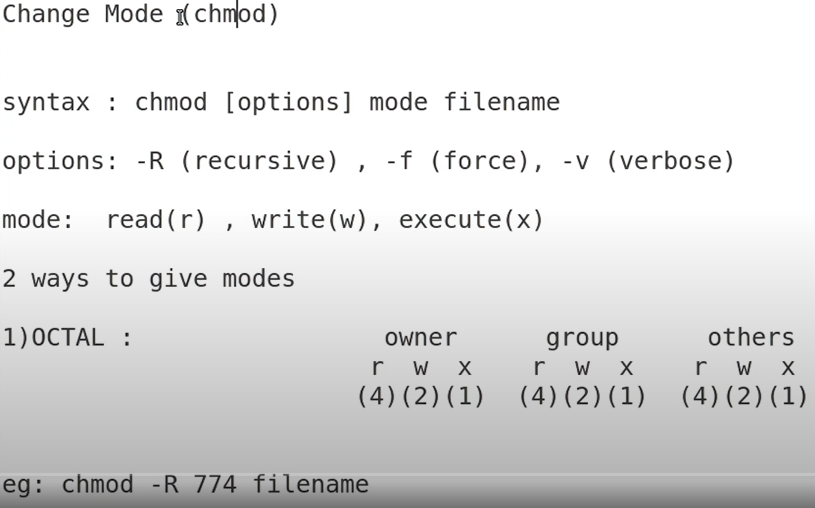 Change Mode (chmod)
syntax : chmod [options] mode filename
options: -R (recursive) , -f (force), -v (verbose)
mode:  read(r) , write(w), execute(x)
2 ways to give modes
1)OCTAL :                 owner      group      others
r  w  x    r  w  x    r  w  x
(4)(2)(1)  (4)(2)(1)  (4)(2)(1)
eg: chmod -R 774 filename